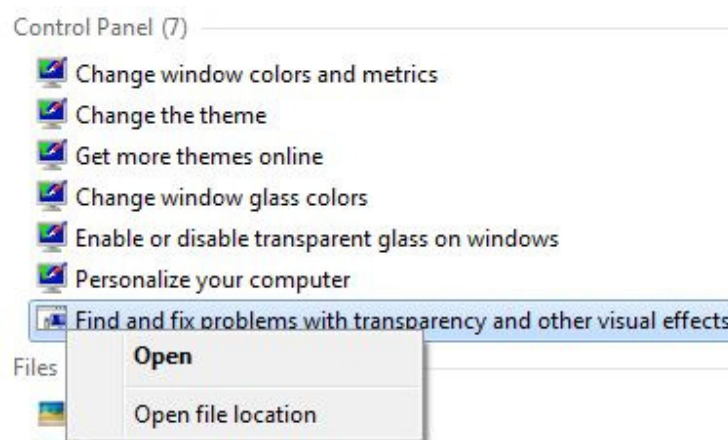 Control Panel (7)
Change window colors and metrics
Change the theme
Get more themes online
Change window glass colors
Enable or disable transparent glass on windows
Personalize your computer
Find and fix problems with transparency and other visual effects
Open
Files
Open file location